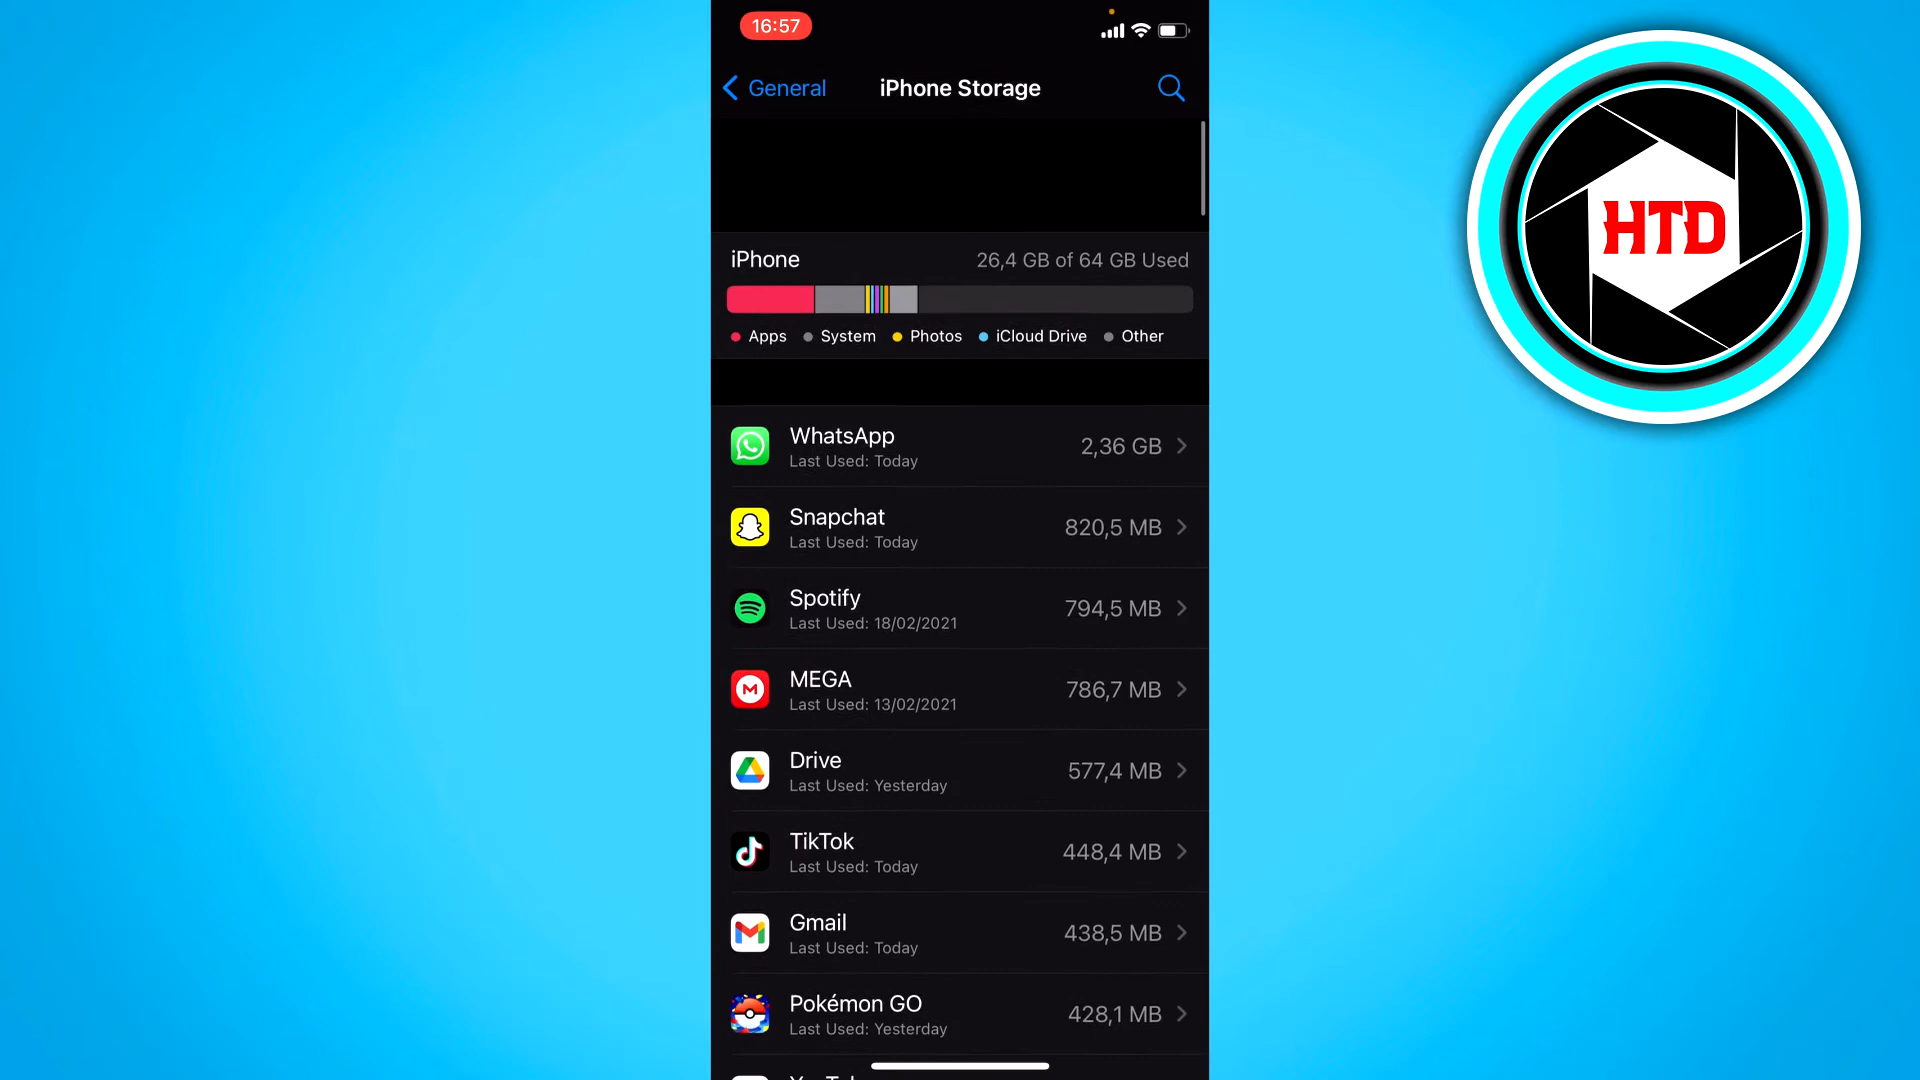 16:57
General
iPhone Storage
HTD
iPhone
26,4 GB of 64 GB Used
Apps
System
Photos
iCloud Drive
Other
WhatsApp
2,36 GB
Last Used: Today
Snapchat
820,5 MB
Last Used: Today
Spotify
794,5 MB
Last Used: 18/02/2021
MEGA
786,7 MB
Last Used: 13/02/2021
Drive
577,4 MB
Last Used: Yesterday
TikTok
448,4 MB
Last Used: Today
Gmail
438,5 MB
Last Used: Today
Pokémon GO
428,1 MB
Last Used: Yesterday